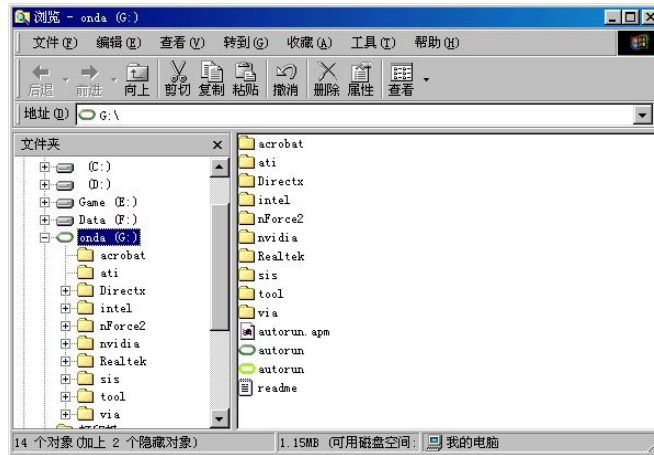 浏览 - onda (G:)
文件(F) 编辑(E) 查看(V) 转到(G) 收藏(A) 工具(T) 帮助(H)
后退 前进 向上 剪切 复制 粘贴 撤消 删除 属性 查看
地址(D) G:\
文件夹
(C:)
(D:)
Game (E:)
Data (F:)
onda (G:)
acrobat
ati
Directx
intel
nForce2
nvidia
Realtek
sis
tool
via
acrobat
ati
Directx
intel
nForce2
nvidia
Realtek
sis
tool
via
autorun.apm
autorun
autorun
readme
14 个对象(加上 2 个隐藏对象) 1.15MB (可用磁盘空间: 我的电脑